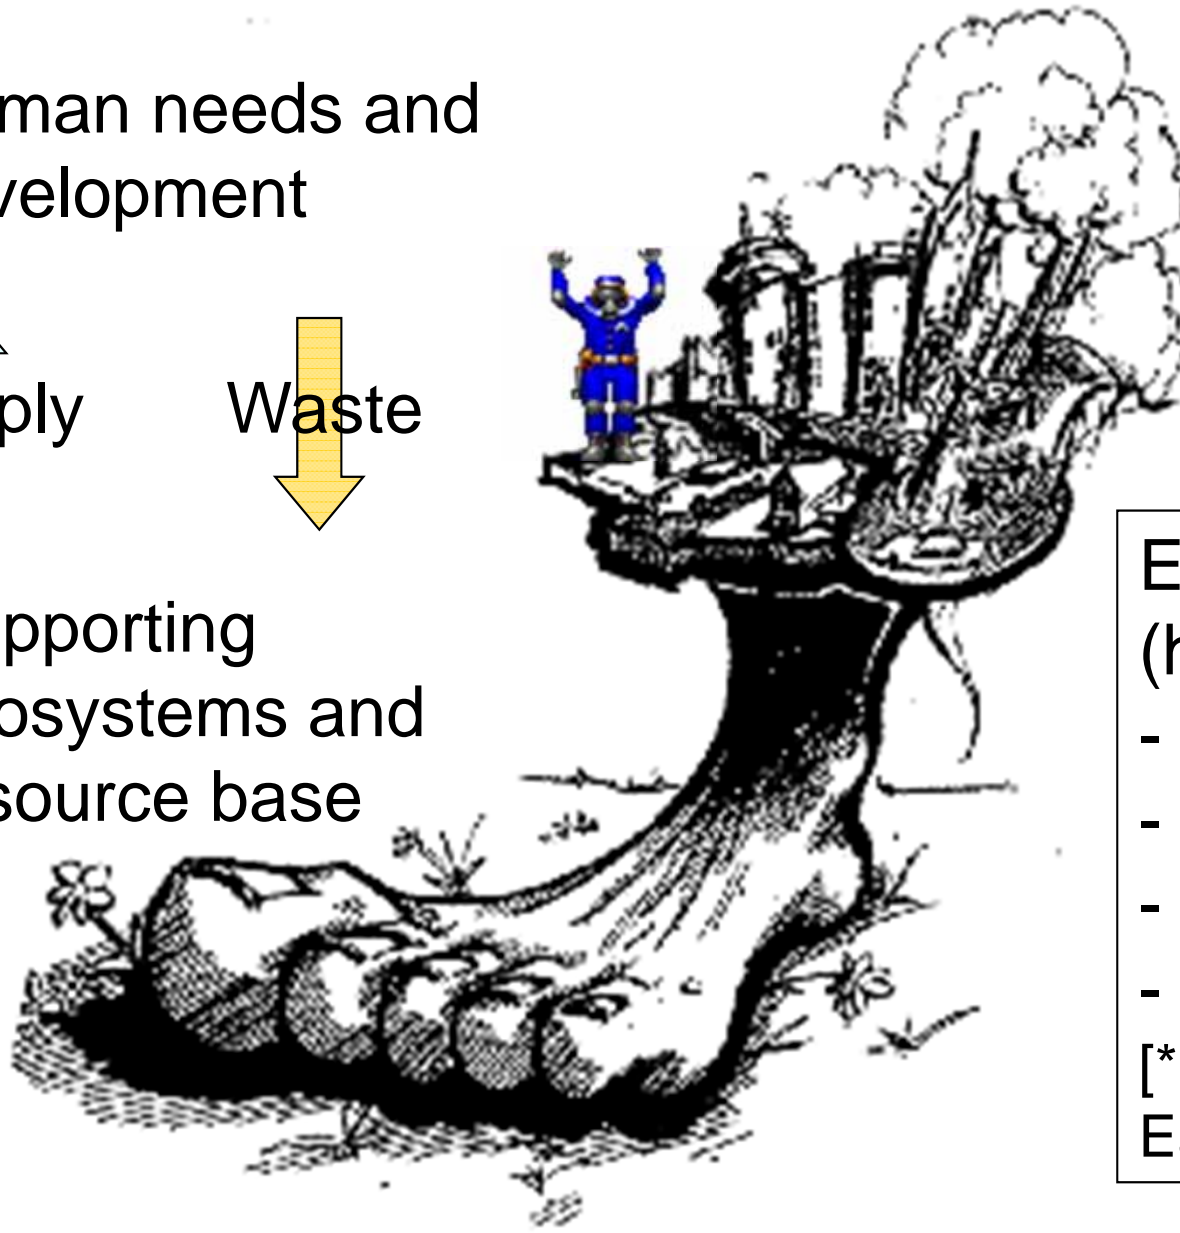 man needs and
velopment
ply
Waste
pporting
osystems and
source base
E
(h
-
-
-
-
[*
E